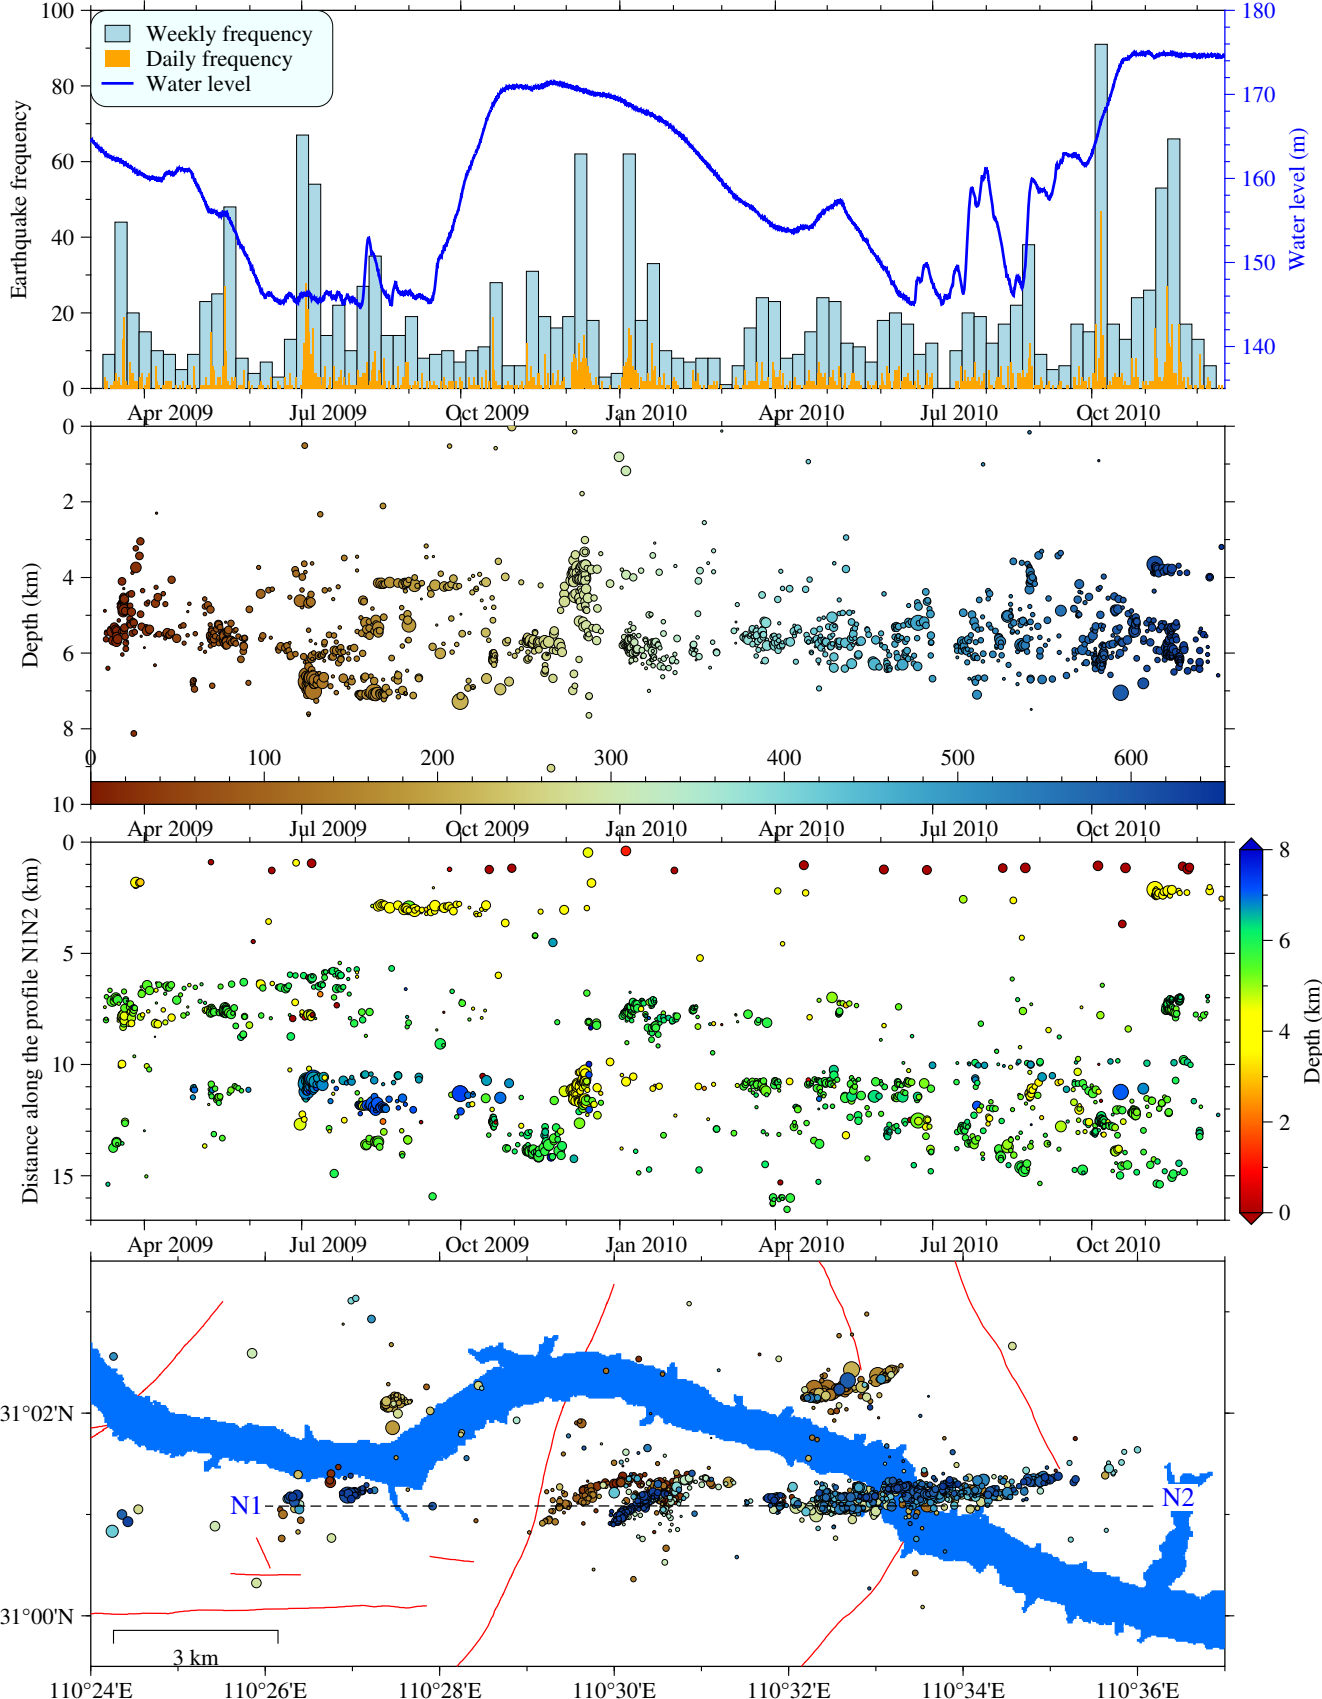 100
80
60
40
20
0
Earthquake frequency
Weekly frequency
Daily frequency
Water level
180
170
160
150
140
Water level (m)
Apr 2009 Jul 2009 Oct 2009 Jan 2010 Apr 2010 Jul 2010 Oct 2010
0
2
4
6
8
10
Depth (km)
0 100 200 300 400 500 600
Apr 2009 Jul 2009 Oct 2009 Jan 2010 Apr 2010 Jul 2010 Oct 2010
0
5
10
15
Distance along the profile N1N2 (km)
8
6
4
2
0
Depth (km)
Apr 2009 Jul 2009 Oct 2009 Jan 2010 Apr 2010 Jul 2010 Oct 2010
31°02'N
31°00'N
N1
N2
3 km
110°24'E 110°26'E 110°28'E 110°30'E 110°32'E 110°34'E 110°36'E